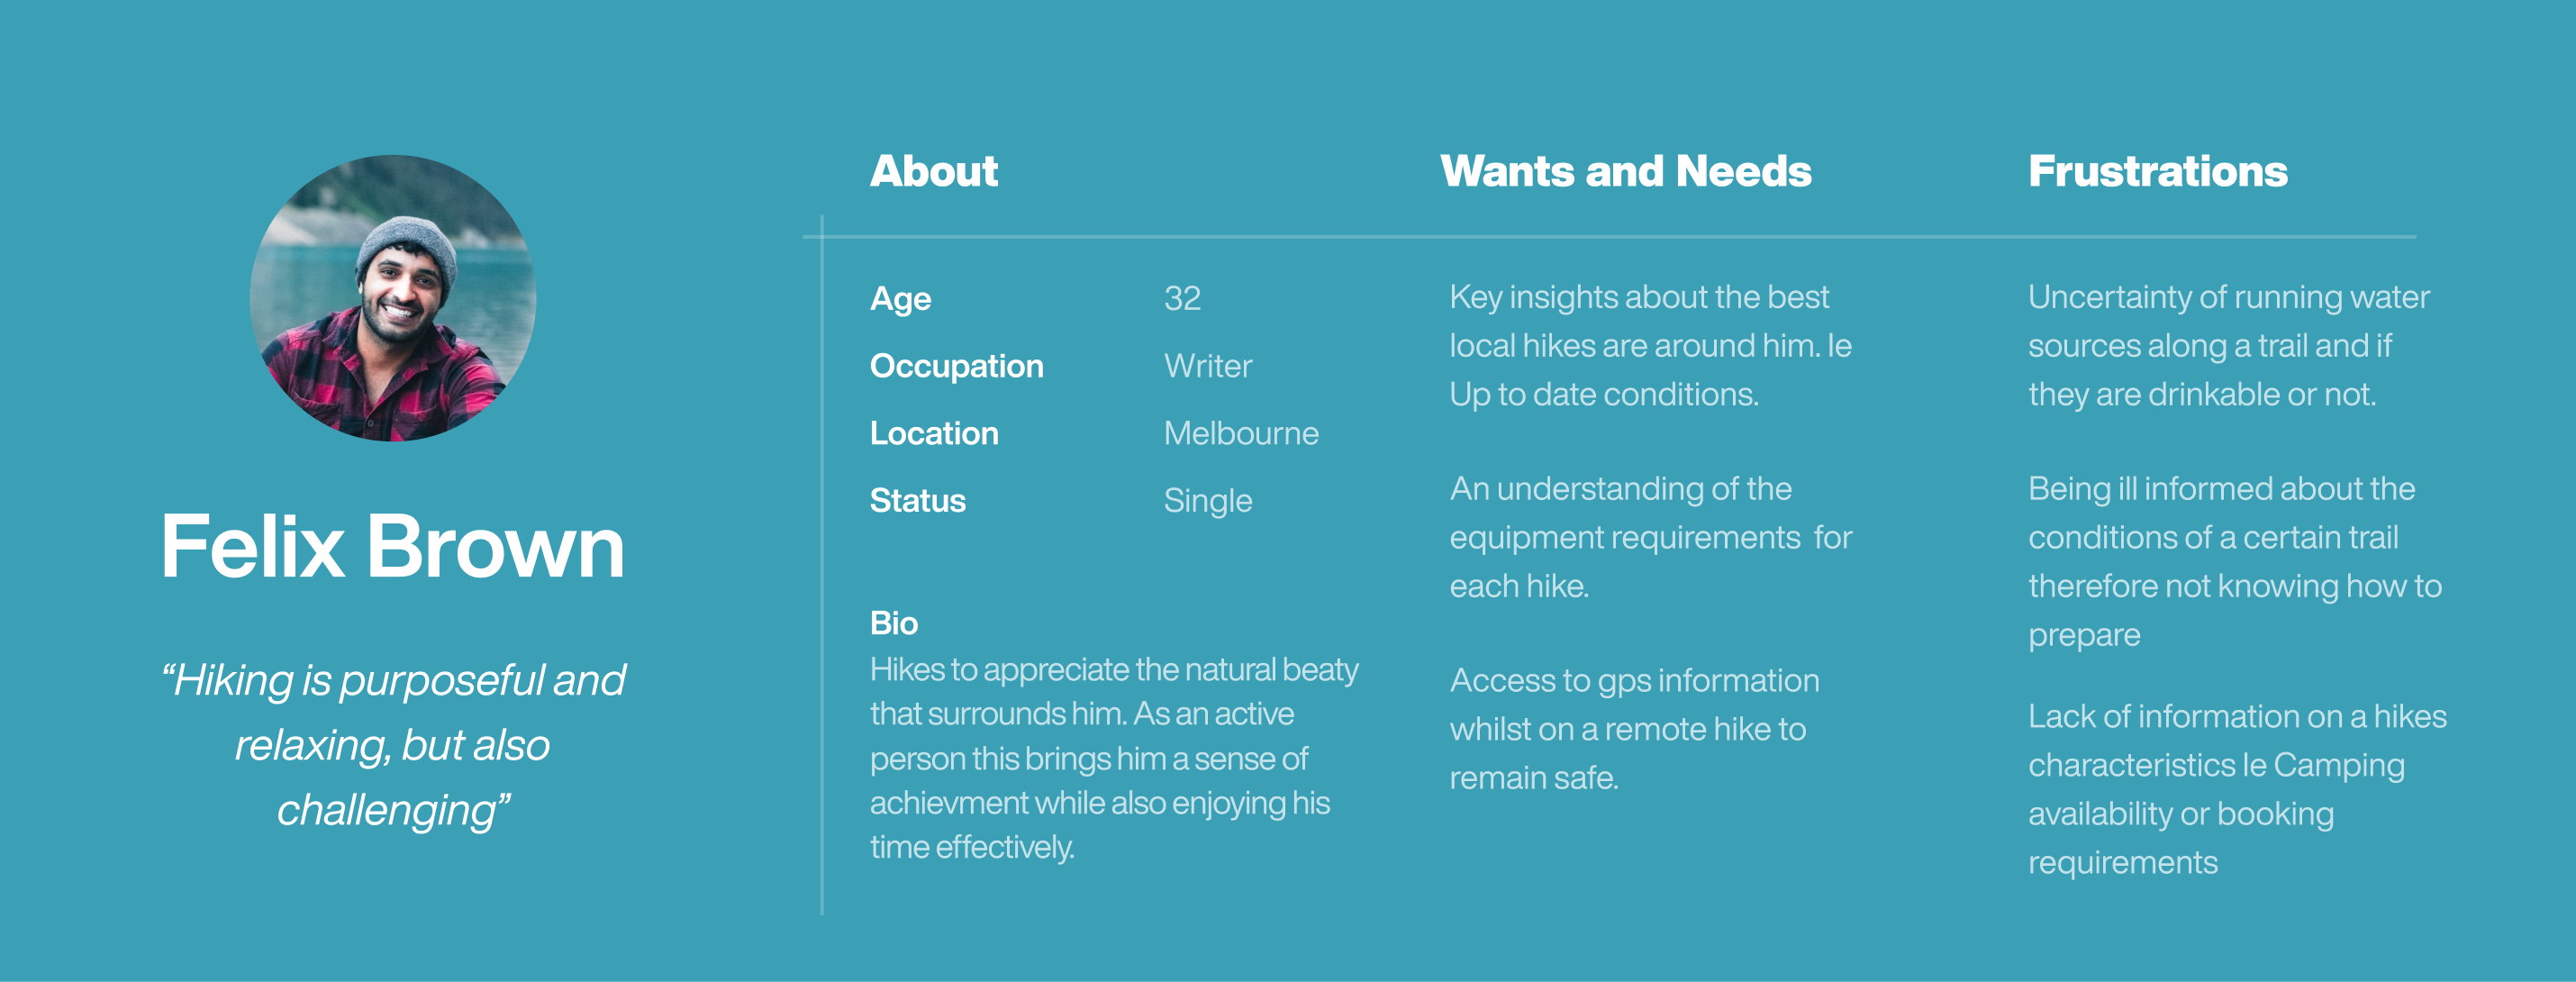 Felix Brown
“Hiking is purposeful and
relaxing, but also
challenging”
About
Age 32
Occupation Writer
Location Melbourne
Status Single
Bio
Hikes to appreciate the natural beaty
that surrounds him. As an active
person this brings him a sense of
achievment while also enjoying his
time effectively.
Wants and Needs
Key insights about the best
local hikes are around him. Ie
Up to date conditions.
An understanding of the
equipment requirements  for
each hike.
Access to gps information
whilst on a remote hike to
remain safe.
Frustrations
Uncertainty of running water
sources along a trail and if
they are drinkable or not.
Being ill informed about the
conditions of a certain trail
therefore not knowing how to
prepare
Lack of information on a hikes
characteristics Ie Camping
availability or booking
requirements